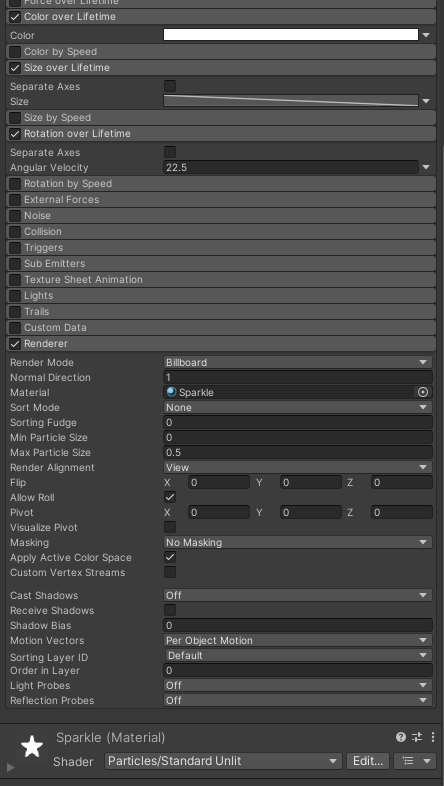 Force over Lifetime
Color over Lifetime
Color
Color by Speed
Size over Lifetime
Separate Axes
Size
Size by Speed
Rotation over Lifetime
Separate Axes
Angular Velocity 22.5
Rotation by Speed
External Forces
Noise
Collision
Triggers
Sub Emitters
Texture Sheet Animation
Lights
Trails
Custom Data
Renderer
Render Mode Billboard
Normal Direction 1
Material Sparkle
Sort Mode None
Sorting Fudge 0
Min Particle Size 0
Max Particle Size 0.5
Render Alignment View
Flip X 0 Y 0 Z 0
Allow Roll
Pivot X 0 Y 0 Z 0
Visualize Pivot
Masking No Masking
Apply Active Color Space
Custom Vertex Streams
Cast Shadows Off
Receive Shadows
Shadow Bias 0
Motion Vectors Per Object Motion
Sorting Layer ID Default
Order in Layer 0
Light Probes Off
Reflection Probes Off
Sparkle (Material)
Shader Particles/Standard Unlit Edit...